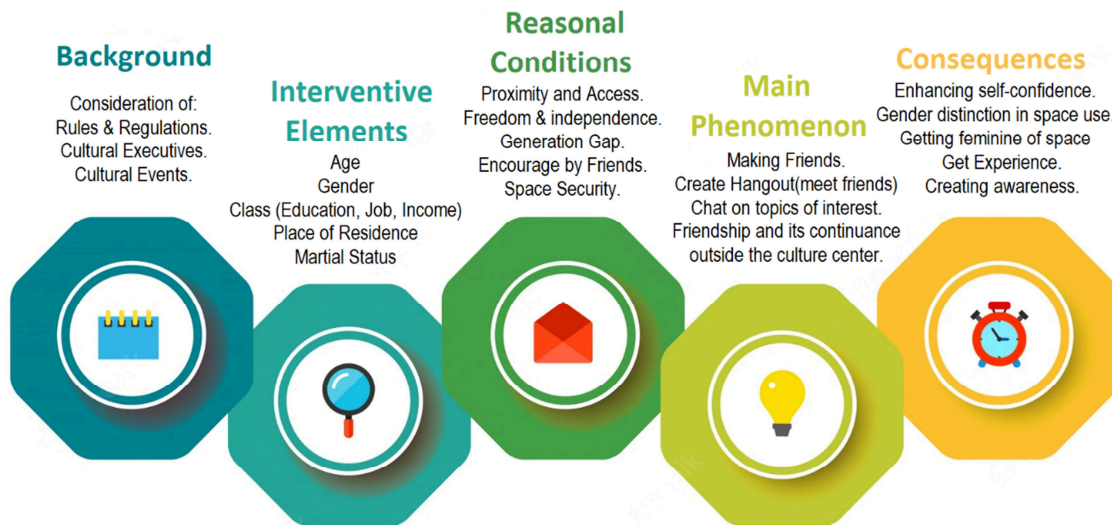 Background
Consideration of:
Rules & Regulations.
Cultural Executives.
Cultural Events.
Interventive
Elements
Age
Gender
Class (Education, Job, Income)
Place of Residence
Martial Status
Reasonal
Conditions
Proximity and Access.
Freedom & independence.
Generation Gap.
Encourage by Friends.
Space Security.
Main
Phenomenon
Making Friends.
Create Hangout(meet friends)
Chat on topics of interest.
Friendship and its continuance
outside the culture center.
Consequences
Enhancing self-confidence.
Gender distinction in space use.
Getting feminine of space
Get Experience.
Creating awareness.